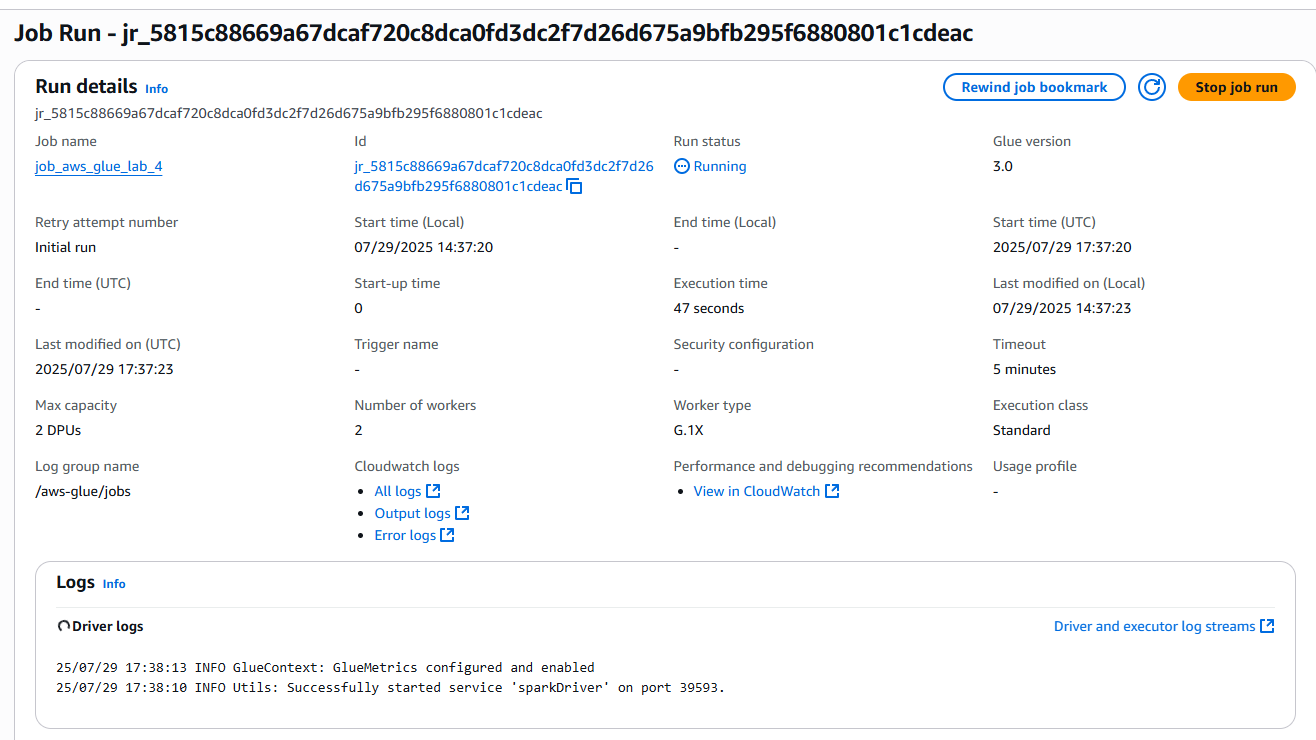 Job Run - jr_5815c88669a67dcaf720c8dca0fd3dc2f7d26d675a9bfb295f6880801c1cdeac
Run details Info
Rewind job bookmark
Stop job run
jr_5815c88669a67dcaf720c8dca0fd3dc2f7d26d675a9bfb295f6880801c1cdeac
Job name
job_aws_glue_lab_4
Id
jr_5815c88669a67dcaf720c8dca0fd3dc2f7d26
d675a9bfb295f6880801c1cdeac
Run status
Running
Glue version
3.0
Retry attempt number
Initial run
Start time (Local)
07/29/2025 14:37:20
End time (Local)
-
Start time (UTC)
2025/07/29 17:37:20
End time (UTC)
-
Start-up time
0
Execution time
47 seconds
Last modified on (Local)
07/29/2025 14:37:23
Last modified on (UTC)
2025/07/29 17:37:23
Trigger name
-
Security configuration
-
Timeout
5 minutes
Max capacity
2 DPUs
Number of workers
2
Worker type
G.1X
Execution class
Standard
Log group name
/aws-glue/jobs
Cloudwatch logs
• All logs
• Output logs
• Error logs
Performance and debugging recommendations
• View in CloudWatch
Usage profile
-
Logs Info
Driver logs
Driver and executor log streams
25/07/29 17:38:13 INFO GlueContext: GlueMetrics configured and enabled
25/07/29 17:38:10 INFO Utils: Successfully started service 'sparkDriver' on port 39593.